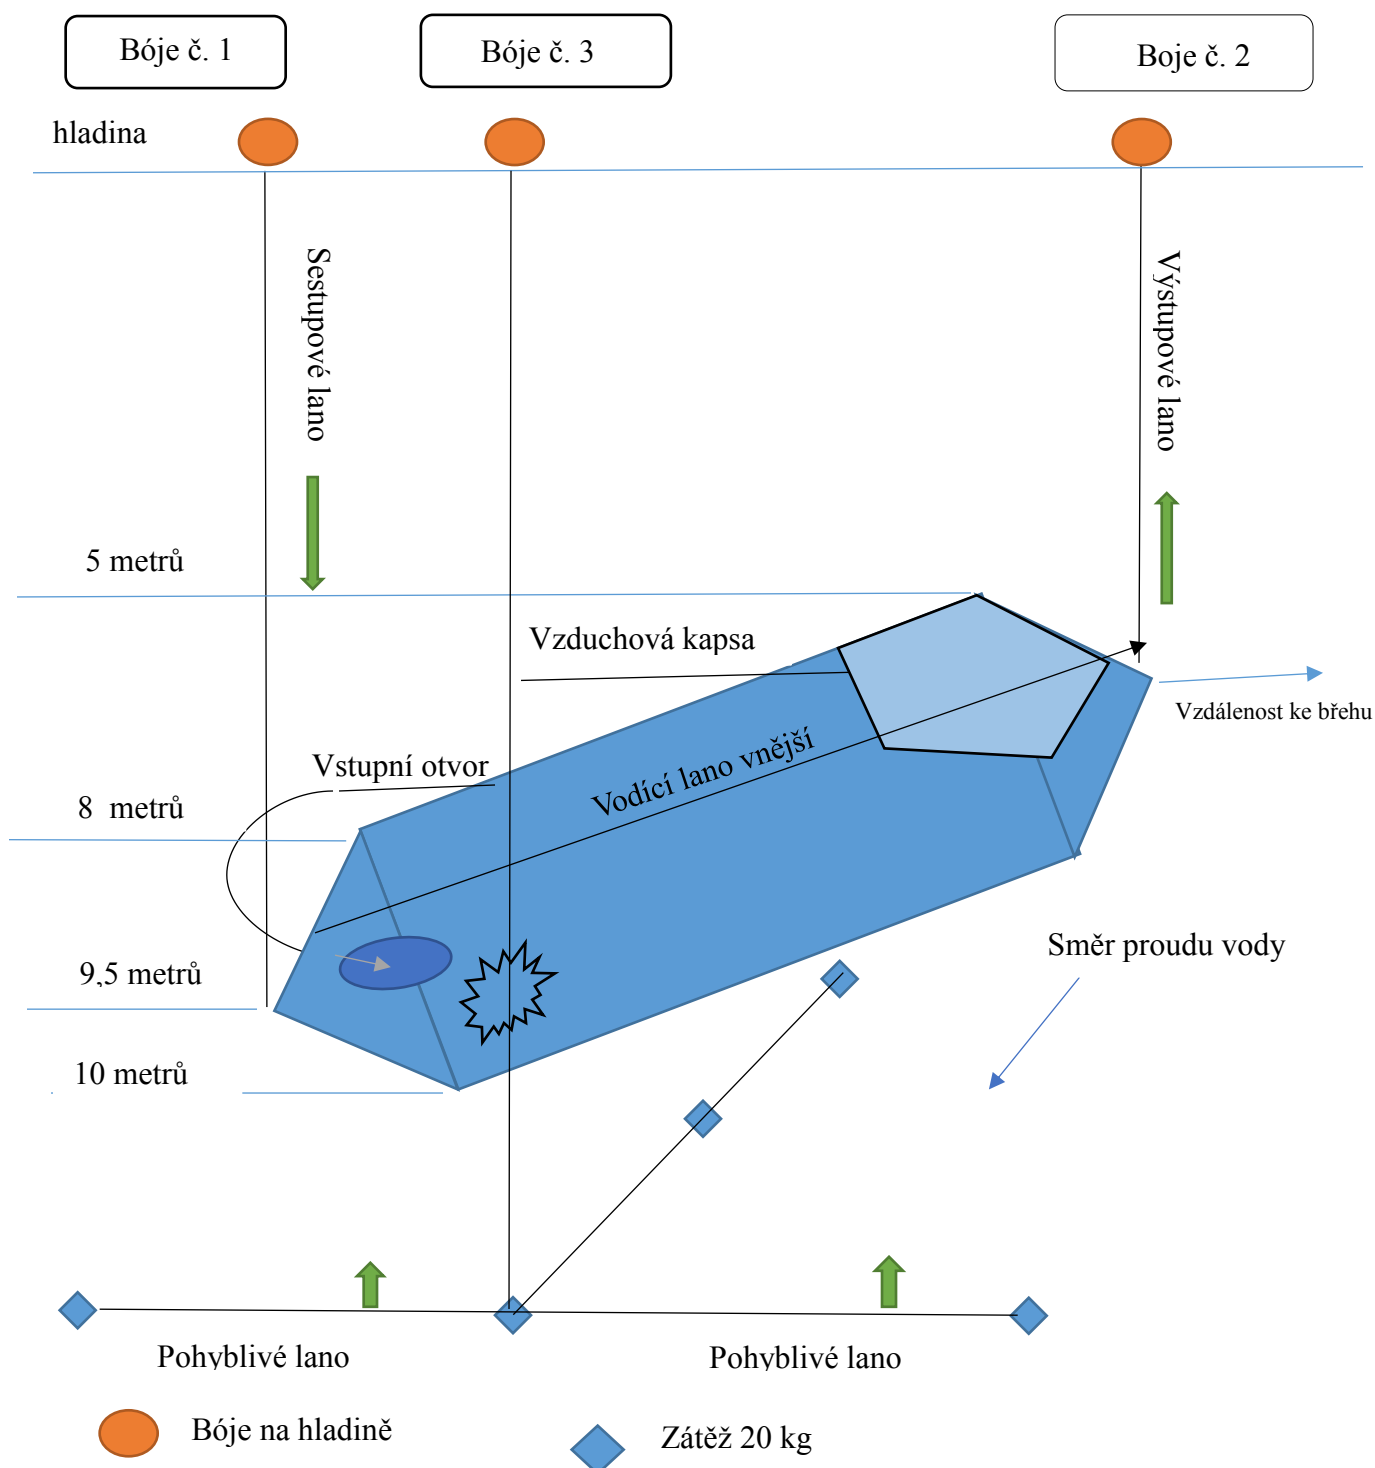 Bóje č. 1
Bóje č. 3
Boje č. 2
hladina
Sestupové lano
Výstupové lano
5 metrů
Vzduchová kapsa
Vzdálenost ke břehu
Vodící lano vnější
Vstupní otvor
8  metrů
Směr proudu vody
9,5 metrů
10 metrů
Pohyblivé lano
Pohyblivé lano
Bóje na hladině
Zátěž 20 kg